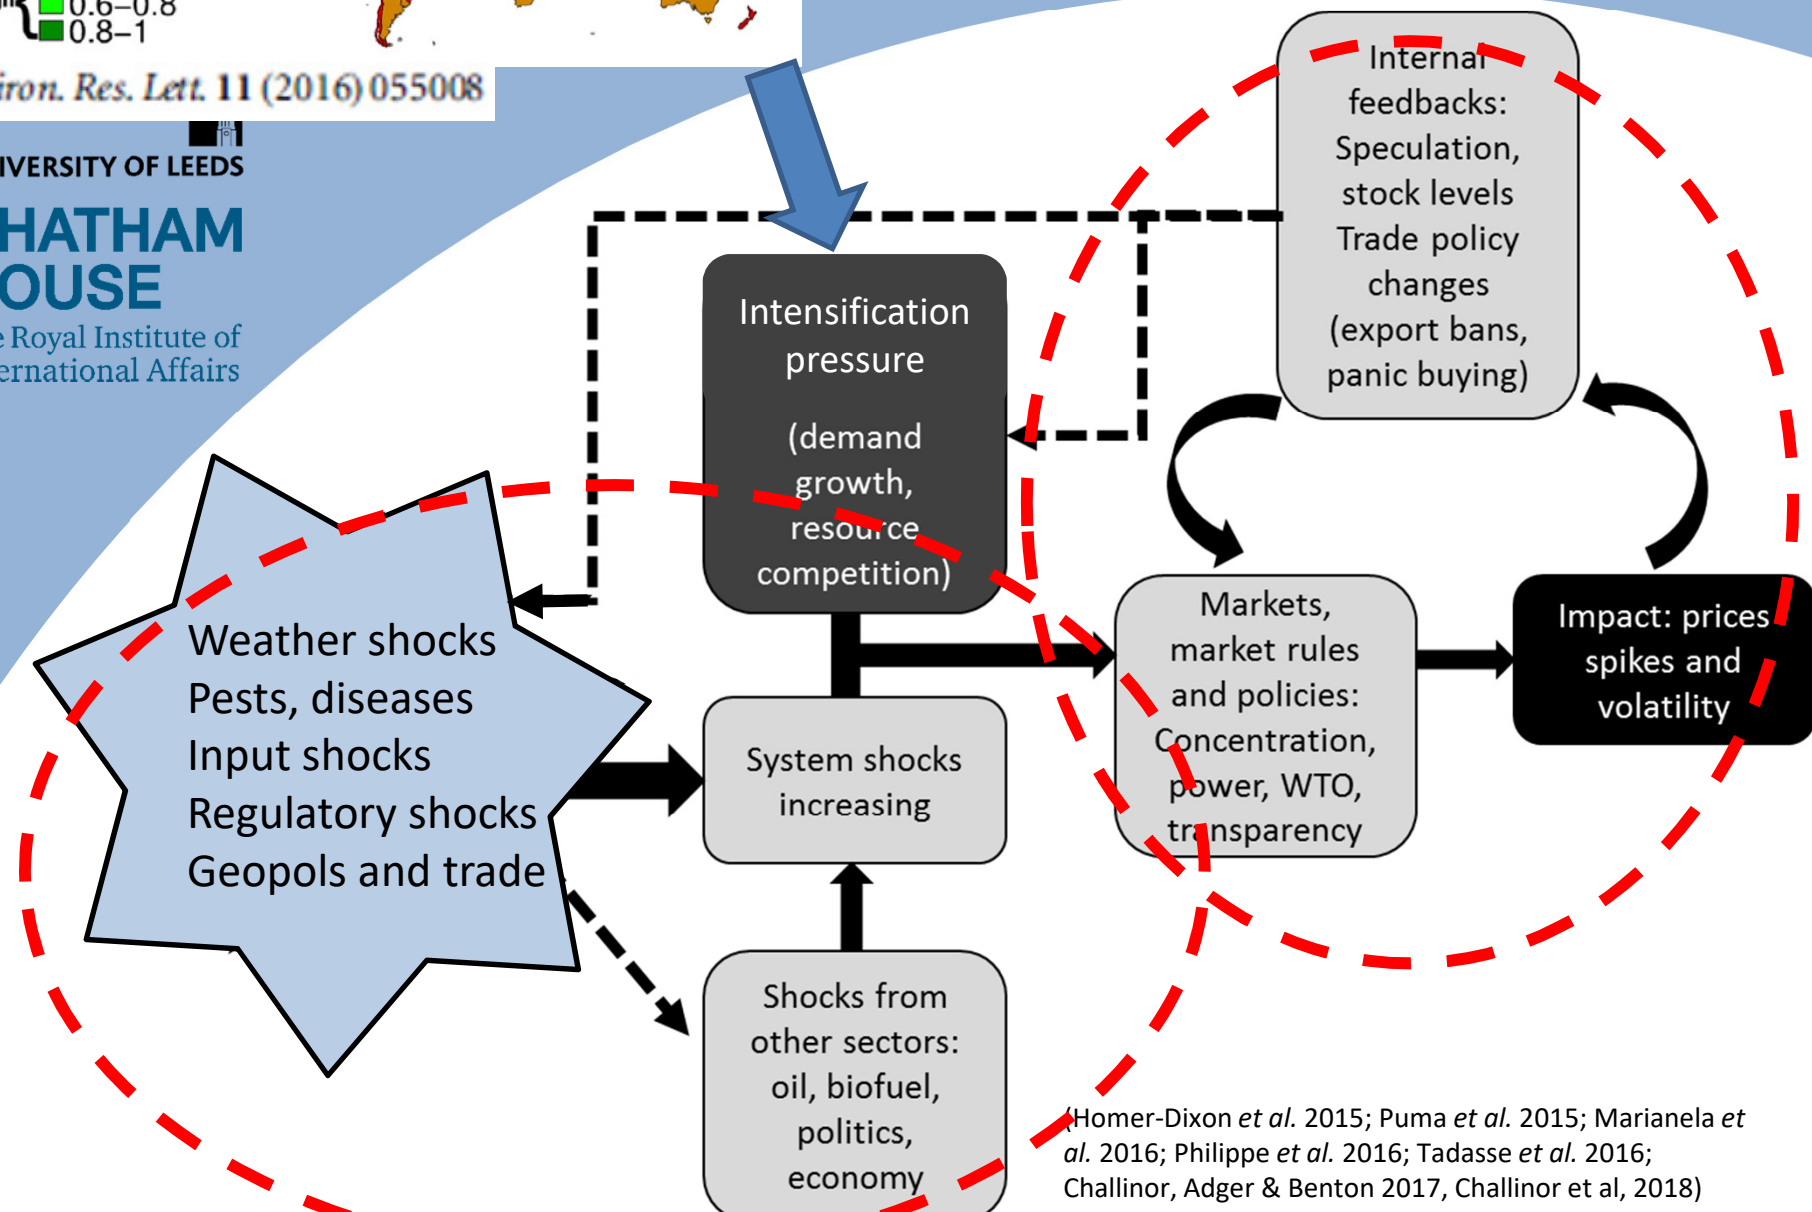 0.6–0.8
0.8–1
iron. Res. Lett. 11 (2016) 055008
IVERSITY OF LEEDS
HATHAM
OUSE
e Royal Institute of
ernational Affairs
Internal
feedbacks:
Speculation,
stock levels
Trade policy
changes
(export bans,
panic buying)
Intensification
pressure
(demand
growth,
resource
competition)
Weather shocks
Pests, diseases
Input shocks
Regulatory shocks
Geopols and trade
System shocks
increasing
Markets,
market rules
and policies:
Concentration,
power, WTO,
transparency
Impact: prices
spikes and
volatility
Shocks from
other sectors:
oil, biofuel,
politics,
economy
(Homer-Dixon et al. 2015; Puma et al. 2015; Marianela et
al. 2016; Philippe et al. 2016; Tadasse et al. 2016;
Challinor, Adger & Benton 2017, Challinor et al, 2018)